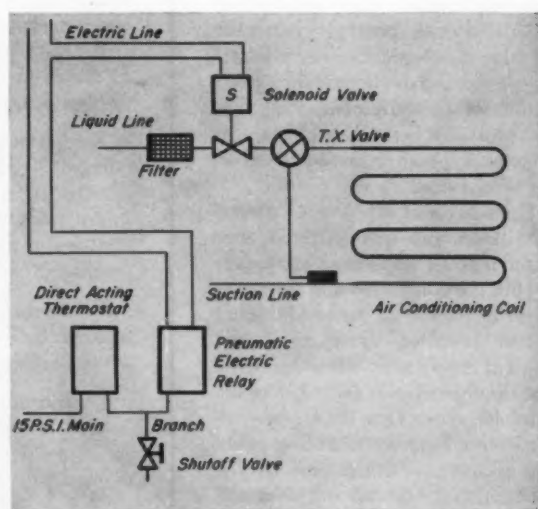 Electric Line
S
Solenoid Valve
Liquid Line
T.X. Valve
Filter
Suction Line
Air Conditioning Coil
Direct Acting
Thermostat
Pneumatic
Electric
Relay
15 P.S.I. Main
Branch
Shutoff Valve